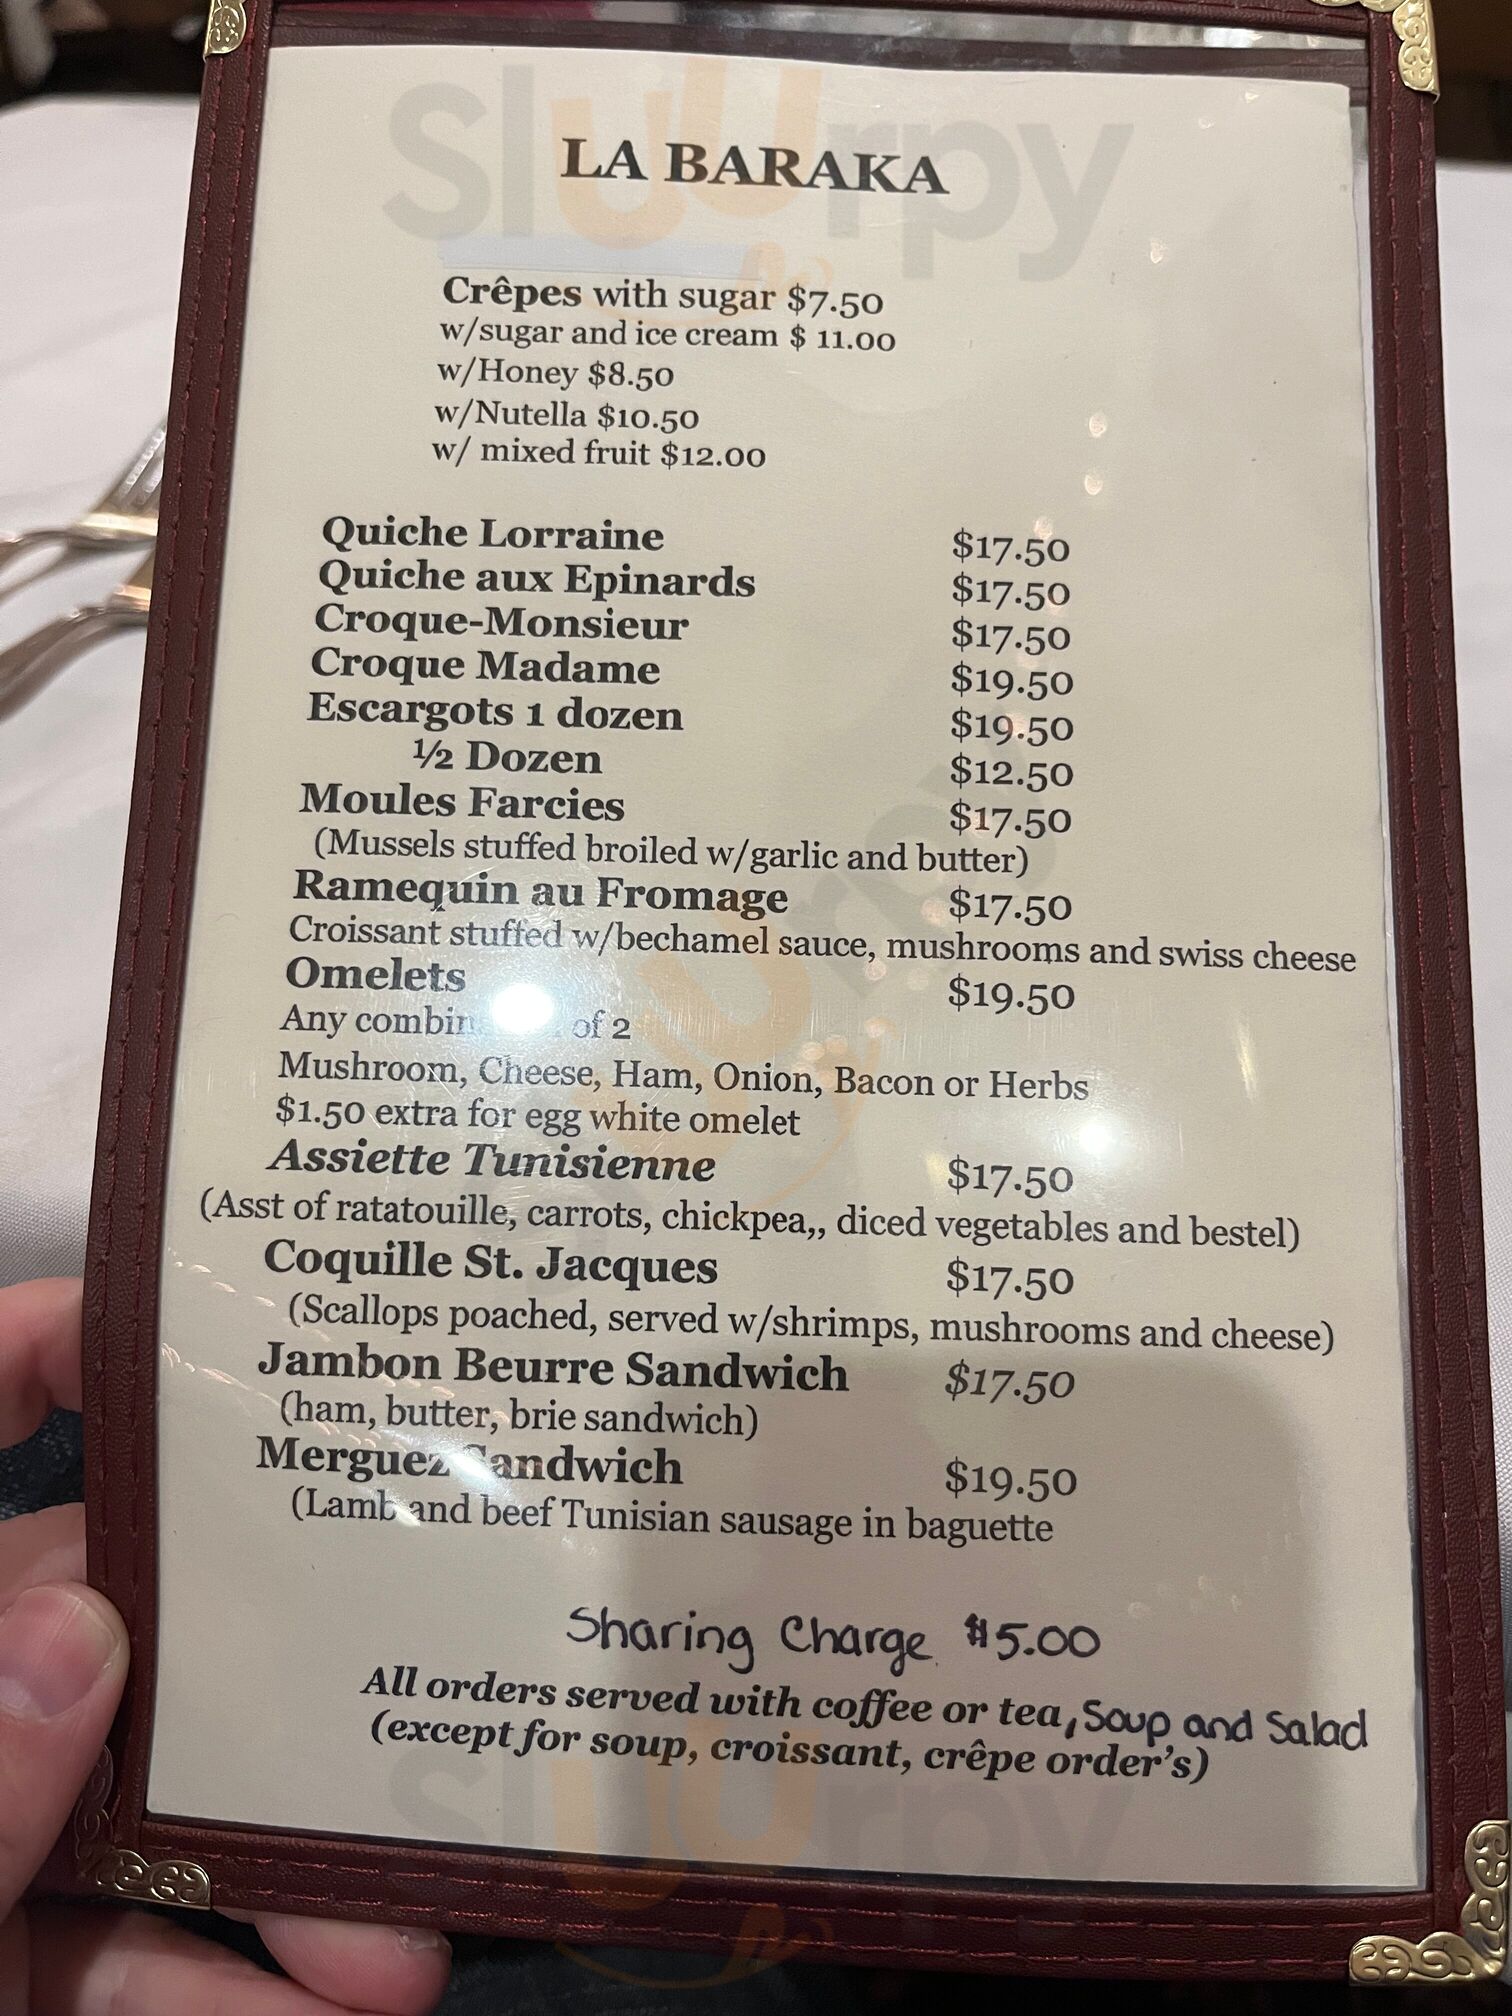 Sluurpy
LA BARAKA
Crêpes with sugar $7.50
w/sugar and ice cream $ 11.00
w/Honey $8.50
w/Nutella $10.50
w/ mixed fruit $12.00
Quiche Lorraine $17.50
Quiche aux Epinards $17.50
Croque-Monsieur $17.50
Croque Madame $19.50
Escargots 1 dozen $19.50
½ Dozen $12.50
Moules Farcies $17.50
(Mussels stuffed broiled w/garlic and butter)
Ramequin au Fromage $17.50
Croissant stuffed w/bechamel sauce, mushrooms and swiss cheese
Omelets $19.50
Any of 2
Mushroom, Cheese, Ham, Onion, Bacon or Herbs
$1.50 extra for egg white omelet
Assiette Tunisienne $17.50
(Asst of ratatouille, carrots, chickpea,, diced vegetables and bestel)
Coquille St. Jacques $17.50
(Scallops poached, served w/shrimps, mushrooms and cheese)
Jambon Beurre Sandwich $17.50
(ham, butter, brie sandwich)
Merguez Sandwich $19.50
(Lamb and beef Tunisian sausage in baguette
Sharing Charge $5.00
All orders served with coffee or tea, Soup and Salad
(except for soup, croissant, crêpe order's)
Sluurpy